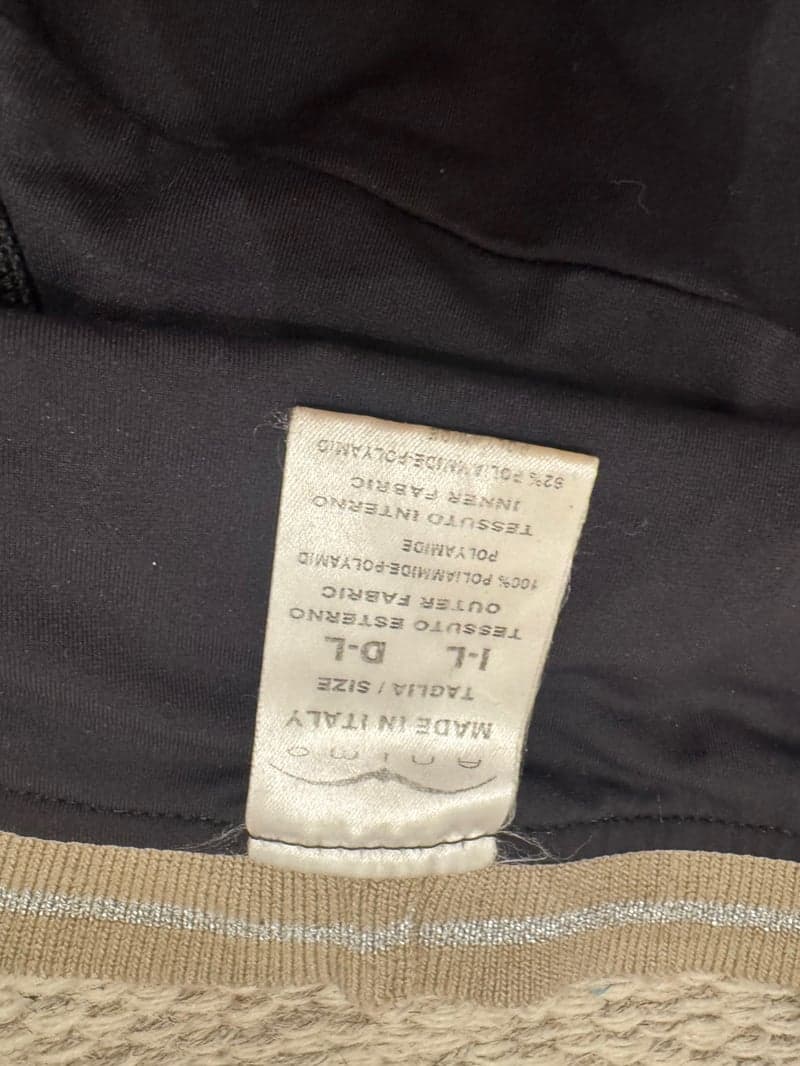 animo
MADE IN ITALY
TAGLIA / SIZE
I-L D-L
TESSUTO ESTERNO
OUTER FABRIC
100% POLIAMMIDE-POLYAMID
POLYAMIDE
TESSUTO INTERNO
INNER FABRIC
92% POLIAMMIDE-POLYAMID